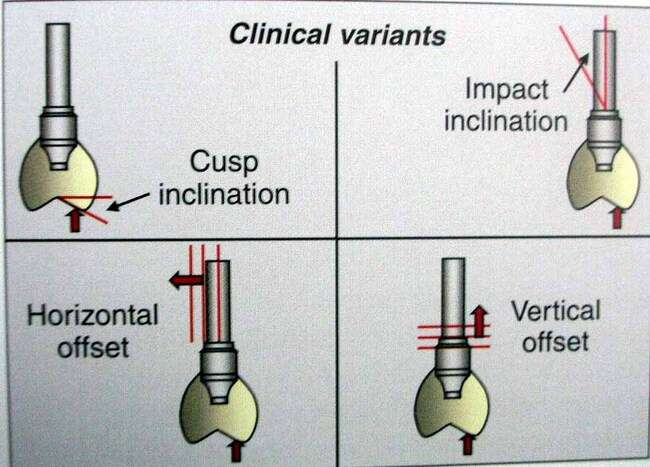 Clinical variants
Cusp
inclination
Impact
inclination
Horizontal
offset
Vertical
offset